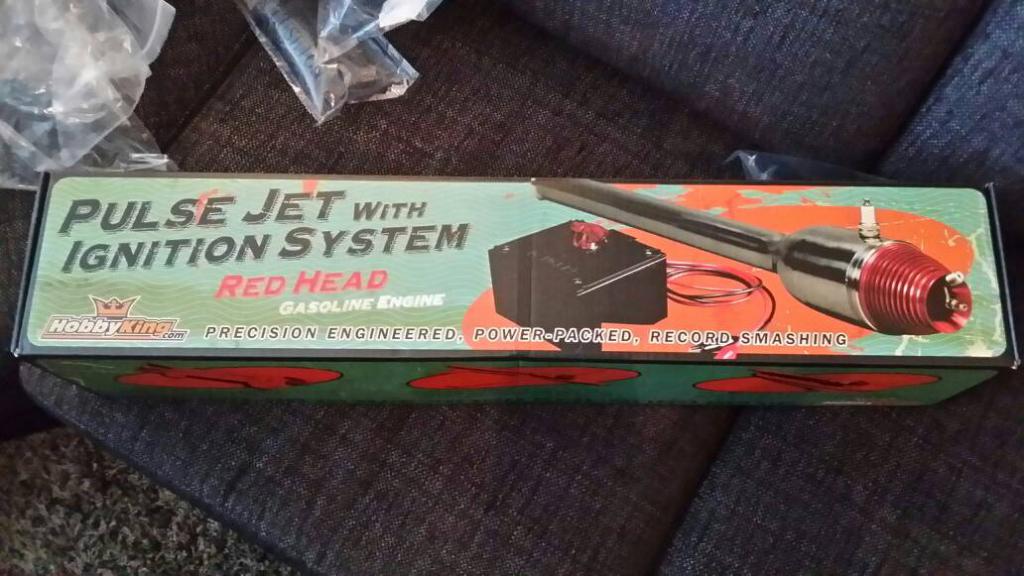 PULSE JET WITH
IGNITION SYSTEM
RED HEAD
GASOLINE ENGINE
HobbyKing.com
PRECISION ENGINEERED, POWER-PACKED, RECORD SMASHING